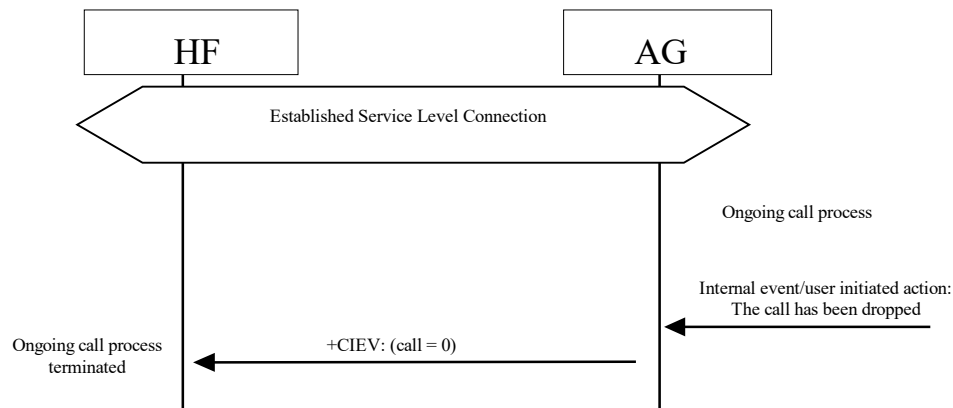 HF
AG
Established Service Level Connection
Ongoing call process
Internal event/user initiated action:
The call has been dropped
+CIEV: (call = 0)
Ongoing call process
terminated